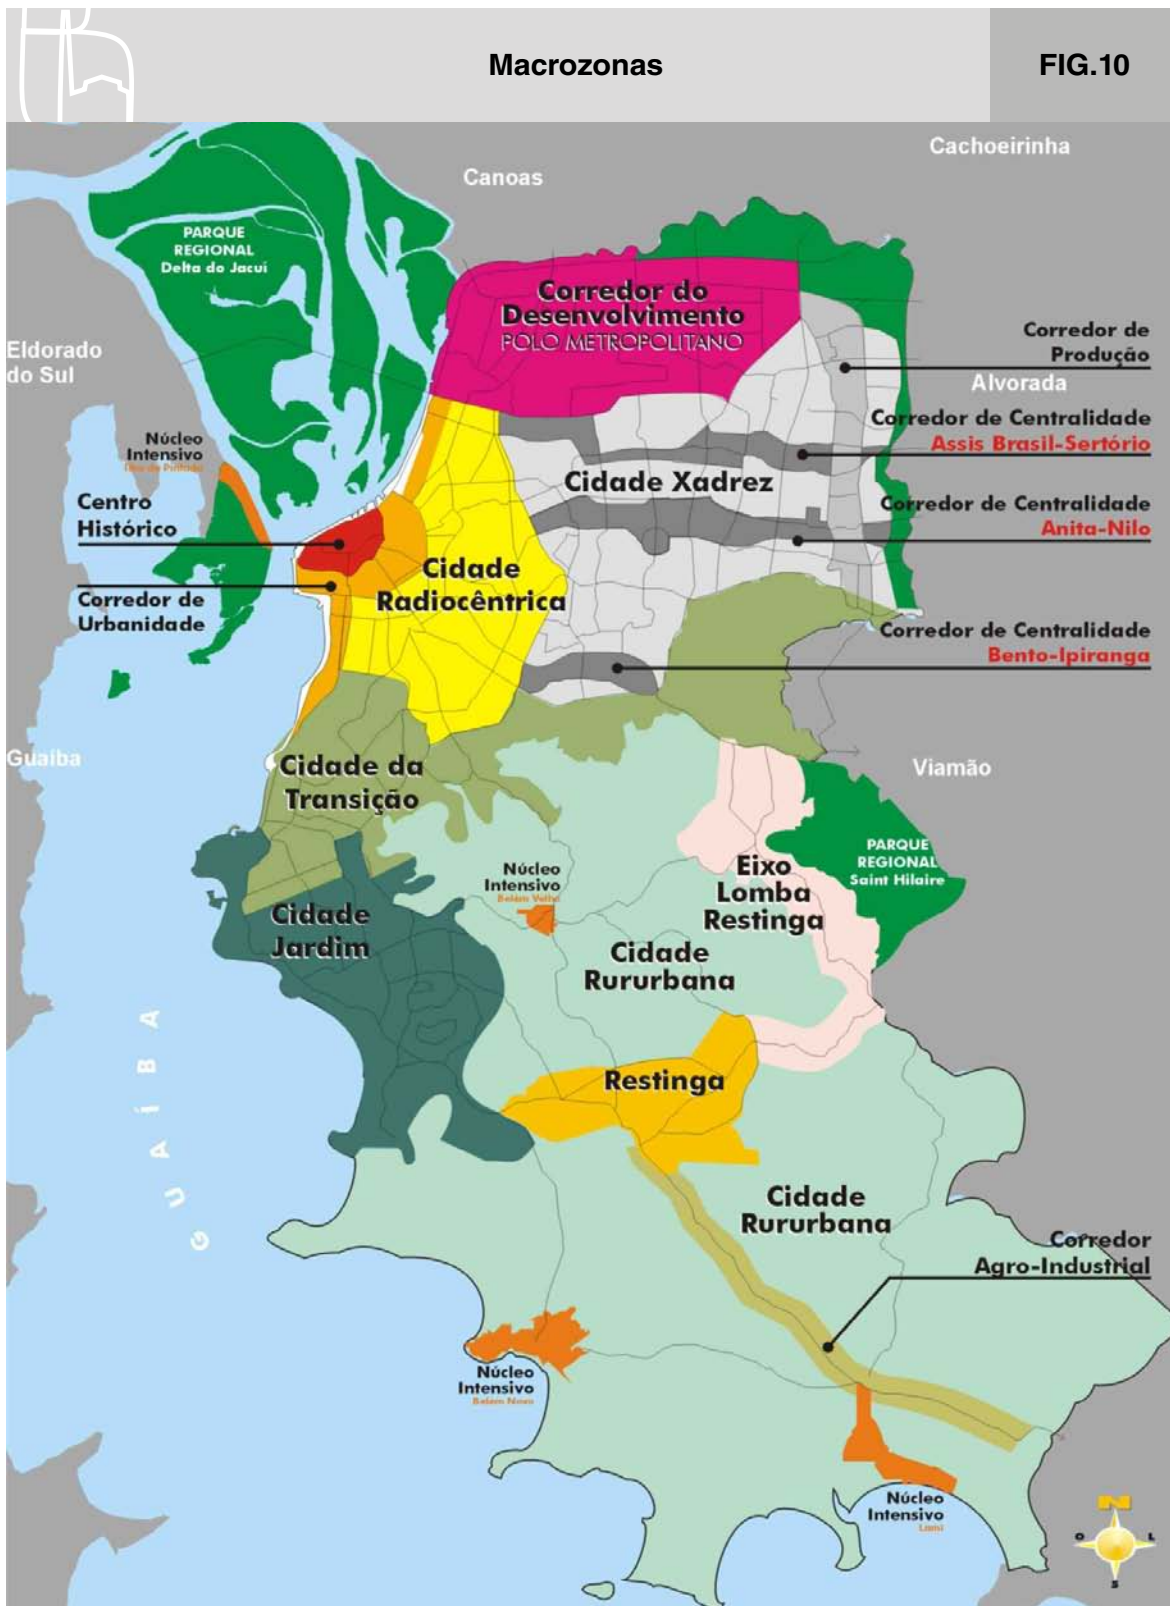 Macrozonas
FIG.10
Cachoeirinha
Canoas
PARQUE
REGIONAL
Delta do Jacuí
Corredor do
Desenvolvimento
POLO METROPOLITANO
Corredor de
Produção
Eldorado
do Sul
Alvorada
Corredor de Centralidade
Assis Brasil-Sertório
Núcleo
Intensivo
Ilha da Pintada
Cidade Xadrez
Centro
Histórico
Corredor de Centralidade
Anita-Nilo
Cidade
Radiocêntrica
Corredor de
Urbanidade
Corredor de Centralidade
Bento-Ipiranga
Guaíba
Cidade da
Transição
Viamão
PARQUE
REGIONAL
Saint Hilaire
Núcleo
Intensivo
Belém Velho
Eixo
Lomba
Restinga
Cidade
Jardim
Cidade
Rururbana
GUAÍBA
Restinga
Cidade
Rururbana
Corredor
Agro-Industrial
Núcleo
Intensivo
Belém Novo
Núcleo
Intensivo
Lami
N
O
L
S